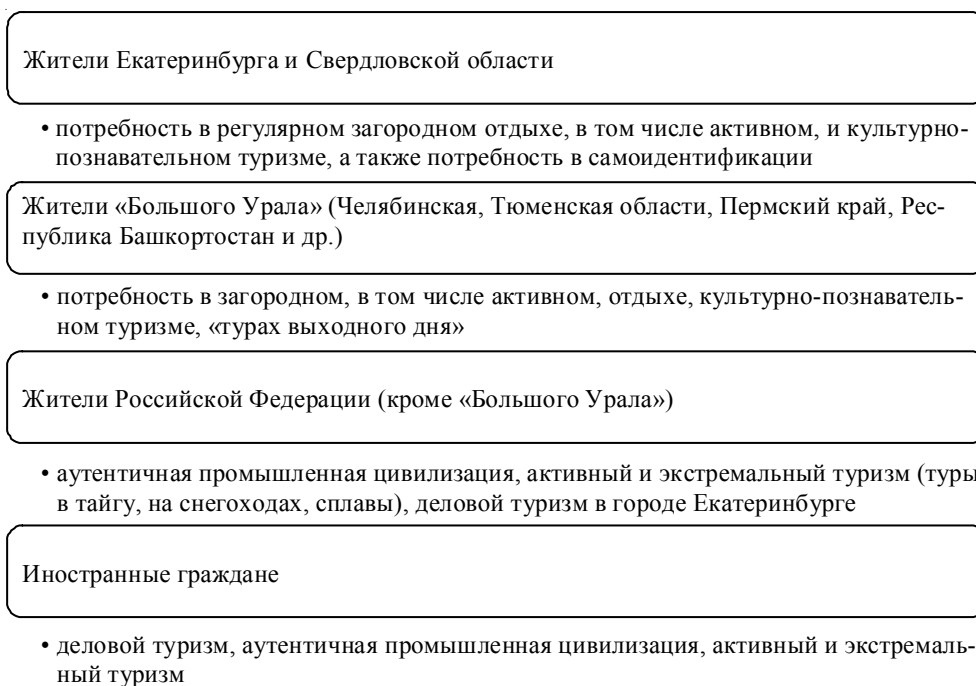 Жители Екатеринбурга и Свердловской области
• потребность в регулярном загородном отдыхе, в том числе активном, и культурно-
познавательном туризме, а также потребность в самоидентификации
Жители «Большого Урала» (Челябинская, Тюменская области, Пермский край, Рес-
публика Башкортостан и др.)
• потребность в загородном, в том числе активном, отдыхе, культурно-познаватель-
ном туризме, «турах выходного дня»
Жители Российской Федерации (кроме «Большого Урала»)
• аутентичная промышленная цивилизация, активный и экстремальный туризм (туры
в тайгу, на снегоходах, сплавы), деловой туризм в городе Екатеринбурге
Иностранные граждане
• деловой туризм, аутентичная промышленная цивилизация, активный и экстремаль-
ный туризм